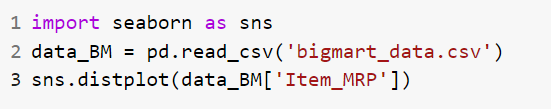 1 import seaborn as sns
2 data_BM = pd.read_csv('bigmart_data.csv')
3 sns.distplot(data_BM['Item_MRP'])